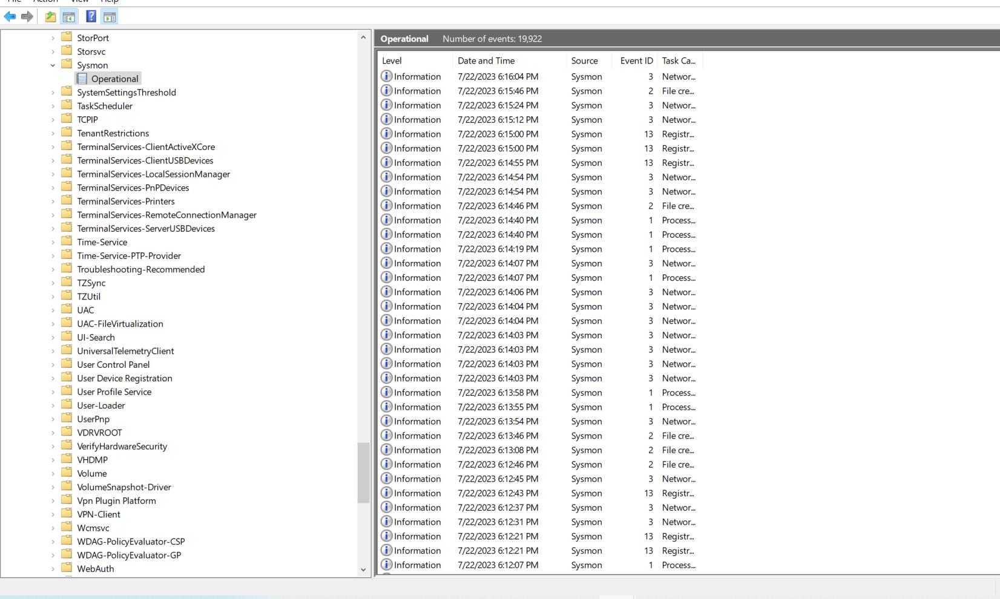 File Action View Help
StorPort
Storsvc
Sysmon
Operational
SystemSettingsThreshold
TaskScheduler
TCPIP
TenantRestrictions
TerminalServices-ClientActiveXCore
TerminalServices-ClientUSBDevices
TerminalServices-LocalSessionManager
TerminalServices-PnPDevices
TerminalServices-Printers
TerminalServices-RemoteConnectionManager
TerminalServices-ServerUSBDevices
Time-Service
Time-Service-PTP-Provider
Troubleshooting-Recommended
TZSync
TZUtil
UAC
UAC-FileVirtualization
UI-Search
UniversalTelemetryClient
User Control Panel
User Device Registration
User Profile Service
User-Loader
UserPnp
VDRVROOT
VerifyHardwareSecurity
VHDMP
Volume
VolumeSnapshot-Driver
Vpn Plugin Platform
VPN-Client
Wcmsvc
WDAG-PolicyEvaluator-CSP
WDAG-PolicyEvaluator-GP
WebAuth
Operational Number of events: 19,922
Level Date and Time Source Event ID Task Ca...
Information 7/22/2023 6:16:04 PM Sysmon 3 Networ...
Information 7/22/2023 6:15:46 PM Sysmon 2 File cre...
Information 7/22/2023 6:15:24 PM Sysmon 3 Networ...
Information 7/22/2023 6:15:12 PM Sysmon 3 Networ...
Information 7/22/2023 6:15:00 PM Sysmon 13 Registr...
Information 7/22/2023 6:15:00 PM Sysmon 13 Registr...
Information 7/22/2023 6:14:55 PM Sysmon 13 Registr...
Information 7/22/2023 6:14:54 PM Sysmon 3 Networ...
Information 7/22/2023 6:14:54 PM Sysmon 3 Networ...
Information 7/22/2023 6:14:46 PM Sysmon 2 File cre...
Information 7/22/2023 6:14:40 PM Sysmon 1 Process...
Information 7/22/2023 6:14:40 PM Sysmon 1 Process...
Information 7/22/2023 6:14:19 PM Sysmon 1 Process...
Information 7/22/2023 6:14:07 PM Sysmon 3 Networ...
Information 7/22/2023 6:14:07 PM Sysmon 1 Process...
Information 7/22/2023 6:14:06 PM Sysmon 3 Networ...
Information 7/22/2023 6:14:04 PM Sysmon 3 Networ...
Information 7/22/2023 6:14:04 PM Sysmon 3 Networ...
Information 7/22/2023 6:14:03 PM Sysmon 3 Networ...
Information 7/22/2023 6:14:03 PM Sysmon 3 Networ...
Information 7/22/2023 6:14:03 PM Sysmon 3 Networ...
Information 7/22/2023 6:14:03 PM Sysmon 3 Networ...
Information 7/22/2023 6:13:58 PM Sysmon 1 Process...
Information 7/22/2023 6:13:55 PM Sysmon 1 Process...
Information 7/22/2023 6:13:54 PM Sysmon 3 Networ...
Information 7/22/2023 6:13:46 PM Sysmon 2 File cre...
Information 7/22/2023 6:13:08 PM Sysmon 2 File cre...
Information 7/22/2023 6:12:46 PM Sysmon 2 File cre...
Information 7/22/2023 6:12:45 PM Sysmon 3 Networ...
Information 7/22/2023 6:12:43 PM Sysmon 13 Registr...
Information 7/22/2023 6:12:37 PM Sysmon 3 Networ...
Information 7/22/2023 6:12:31 PM Sysmon 3 Networ...
Information 7/22/2023 6:12:21 PM Sysmon 13 Registr...
Information 7/22/2023 6:12:21 PM Sysmon 13 Registr...
Information 7/22/2023 6:12:07 PM Sysmon 1 Process...